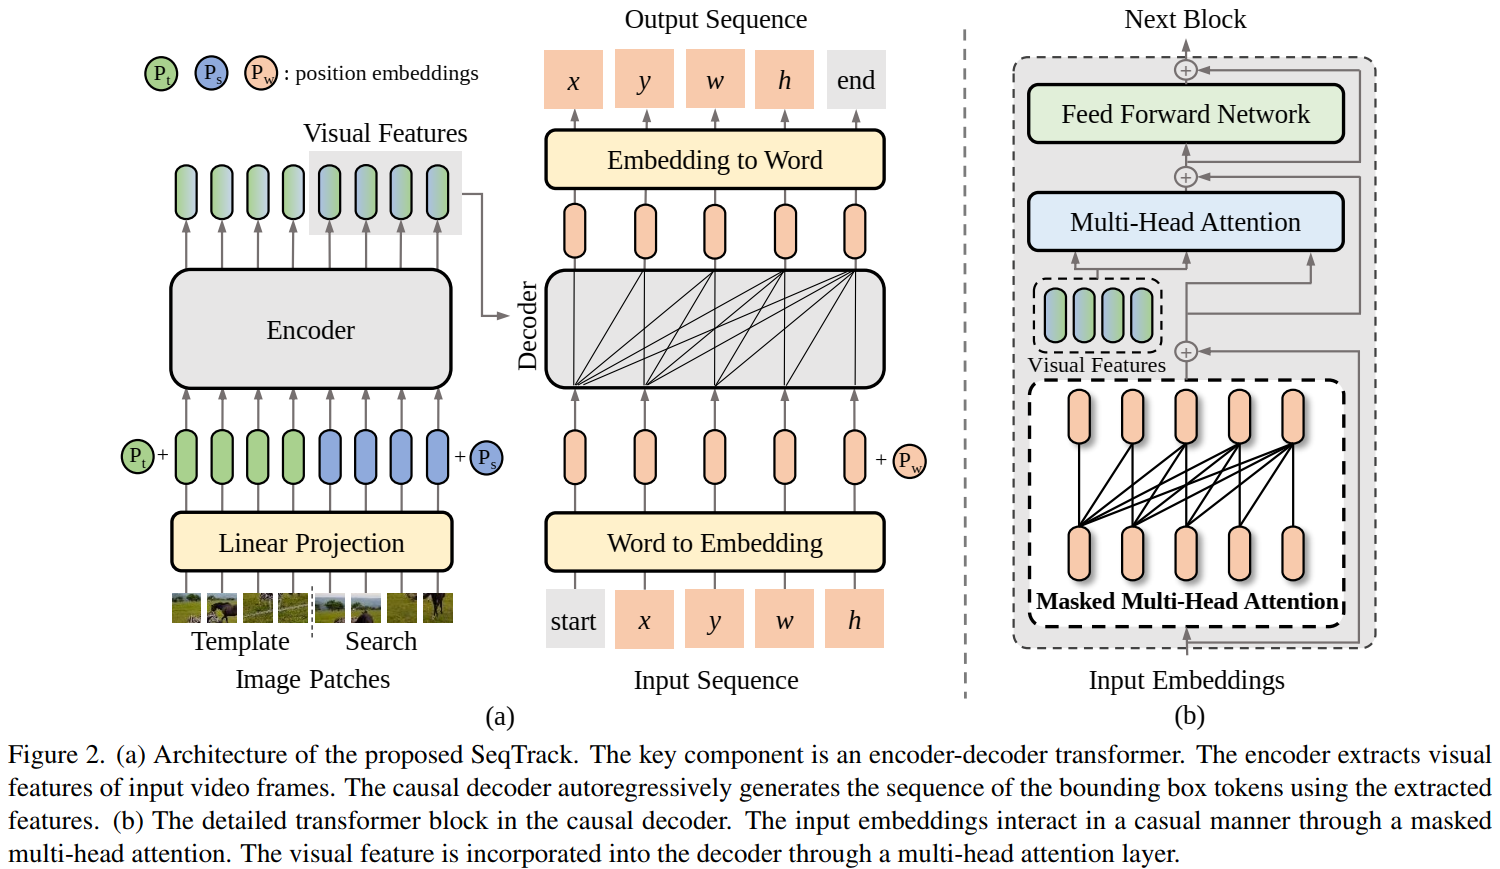 Output Sequence
Next Block
P_t P_s P_w : position embeddings
x y w h end
Visual Features
Embedding to Word
Feed Forward Network
Multi-Head Attention
Encoder
Decoder
Visual Features
P_t + + P_s + P_w
Linear Projection
Word to Embedding
Masked Multi-Head Attention
start x y w h
Template Search
Image Patches
Input Sequence
Input Embeddings
(a)
(b)
Figure 2. (a) Architecture of the proposed SeqTrack. The key component is an encoder-decoder transformer. The encoder extracts visual
features of input video frames. The causal decoder autoregressively generates the sequence of the bounding box tokens using the extracted
features. (b) The detailed transformer block in the causal decoder. The input embeddings interact in a casual manner through a masked
multi-head attention. The visual feature is incorporated into the decoder through a multi-head attention layer.